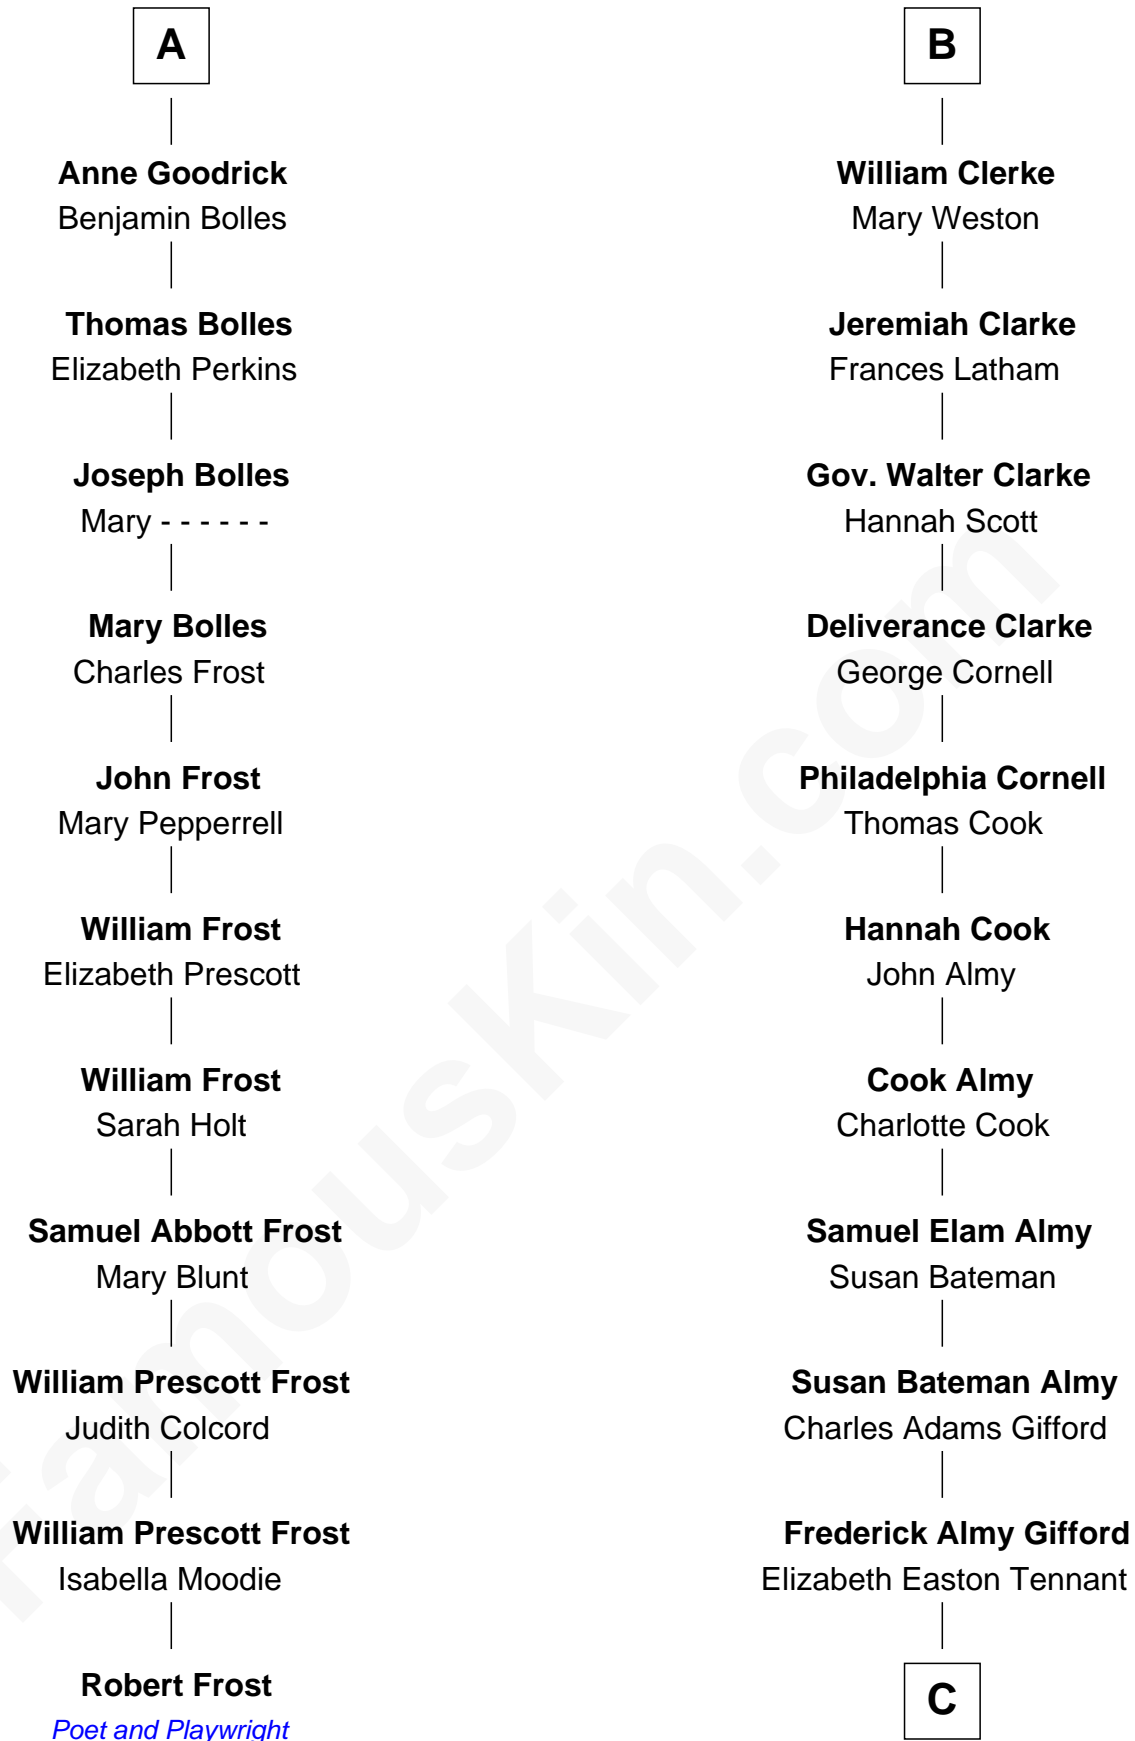 A
Anne Goodrick
Benjamin Bolles
Thomas Bolles
Elizabeth Perkins
Joseph Bolles
Mary - - - - - -
Mary Bolles
Charles Frost
John Frost
Mary Pepperrell
William Frost
Elizabeth Prescott
William Frost
Sarah Holt
Samuel Abbott Frost
Mary Blunt
William Prescott Frost
Judith Colcord
William Prescott Frost
Isabella Moodie
Robert Frost
Poet and Playwright
B
William Clerke
Mary Weston
Jeremiah Clarke
Frances Latham
Gov. Walter Clarke
Hannah Scott
Deliverance Clarke
George Cornell
Philadelphia Cornell
Thomas Cook
Hannah Cook
John Almy
Cook Almy
Charlotte Cook
Samuel Elam Almy
Susan Bateman
Susan Bateman Almy
Charles Adams Gifford
Frederick Almy Gifford
Elizabeth Easton Tennant
C
FamousKin.com